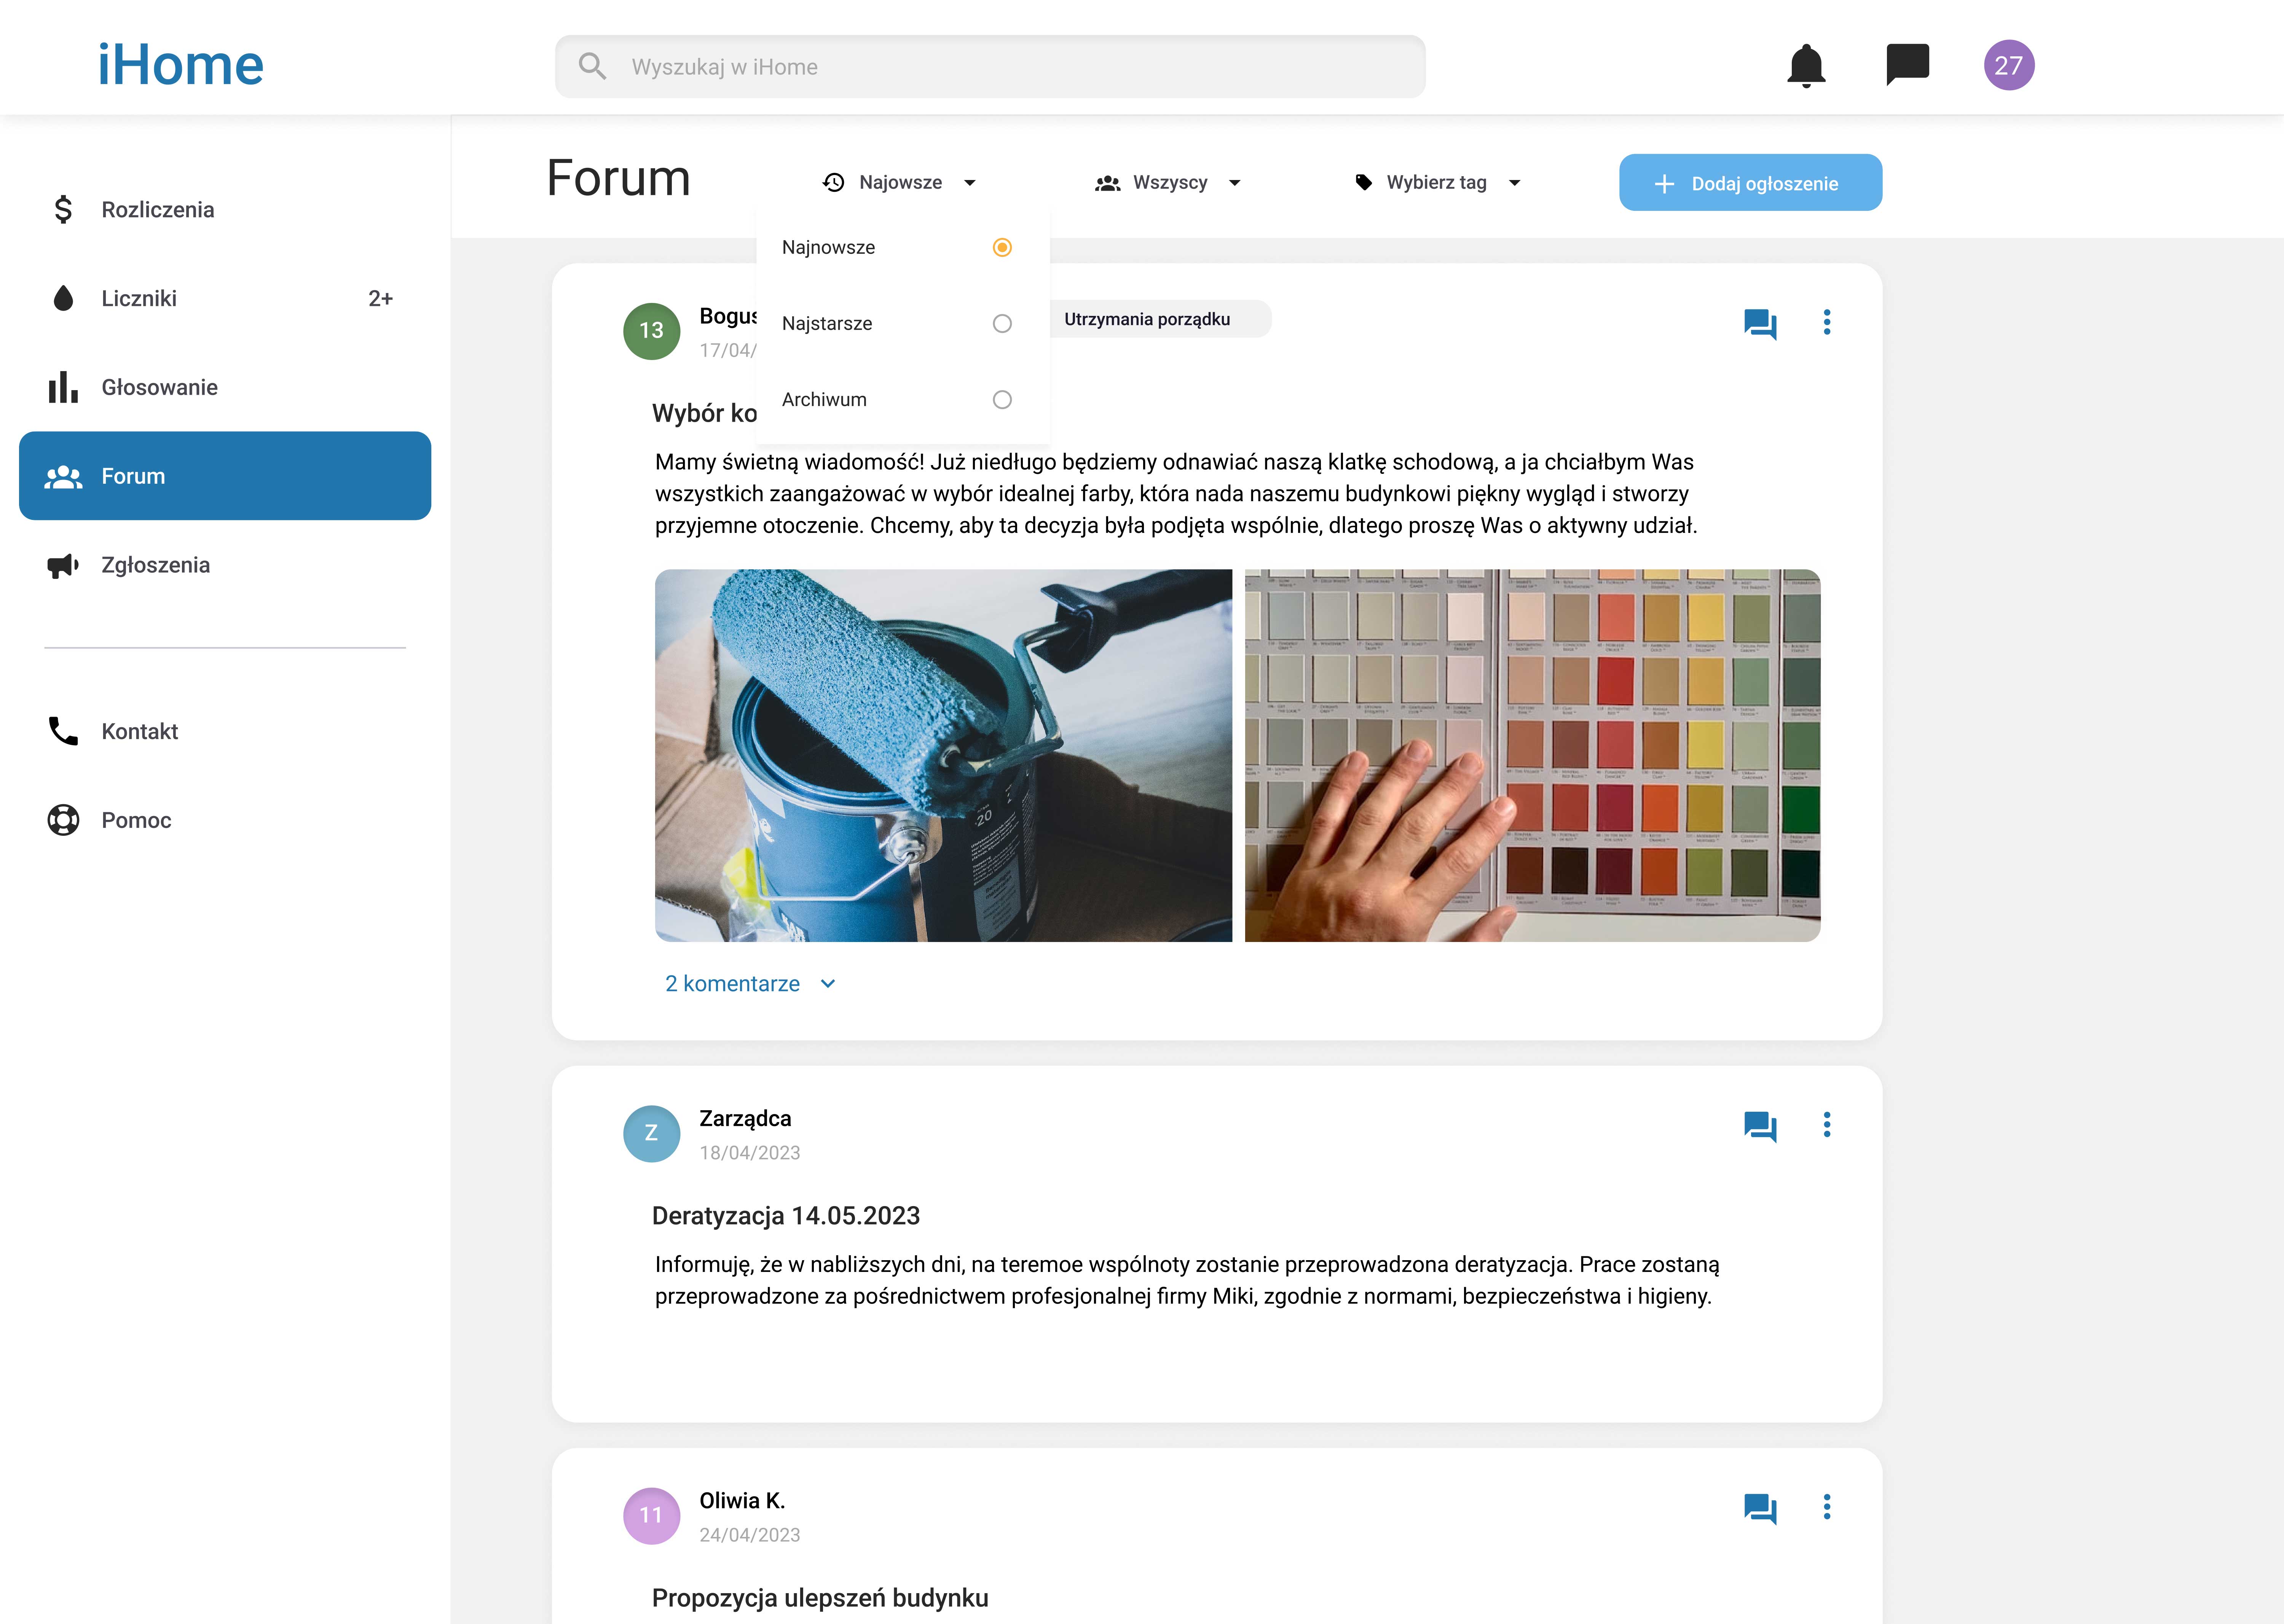 iHome
Wyszukaj w iHome
27
Rozliczenia
Liczniki 2+
Głosowanie
Forum
Zgłoszenia
Kontakt
Pomoc
Forum
Najowsze
Wszyscy
Wybierz tag
Dodaj ogłoszenie
Najnowsze
Najstarsze
Archiwum
13
Bogus
17/04/
Utrzymania porządku
Wybór ko
Mamy świetną wiadomość! Już niedługo będziemy odnawiać naszą klatkę schodową, a ja chciałbym Was
wszystkich zaangażować w wybór idealnej farby, która nada naszemu budynkowi piękny wygląd i stworzy
przyjemne otoczenie. Chcemy, aby ta decyzja była podjęta wspólnie, dlatego proszę Was o aktywny udział.
20
2 komentarze
Z
Zarządca
18/04/2023
Deratyzacja 14.05.2023
Informuję, że w nabliższych dni, na teremoe wspólnoty zostanie przeprowadzona deratyzacja. Prace zostaną
przeprowadzone za pośrednictwem profesjonalnej firmy Miki, zgodnie z normami, bezpieczeństwa i higieny.
11
Oliwia K.
24/04/2023
Propozycja ulepszeń budynku